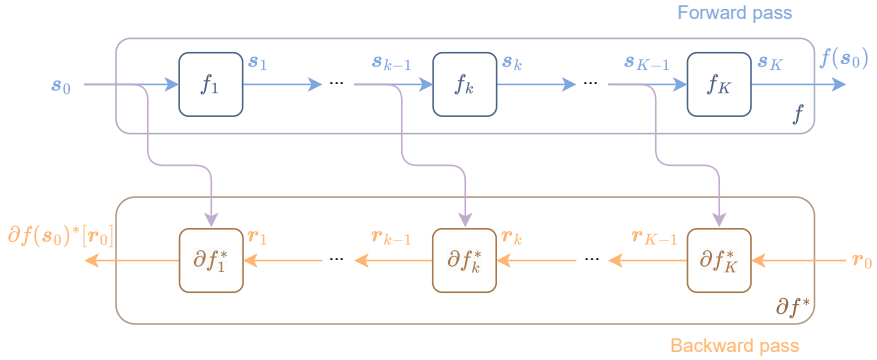 Forward pass
s_0 f_1 s_1 ... s_{k-1} f_k s_k ... s_{K-1} f_K s_K f(s_0)
f
∂f(s_0)*[r_0] ∂f_1^* r_1 ... r_{k-1} ∂f_k^* r_k ... r_{K-1} ∂f_K^* r_0
∂f^*
Backward pass